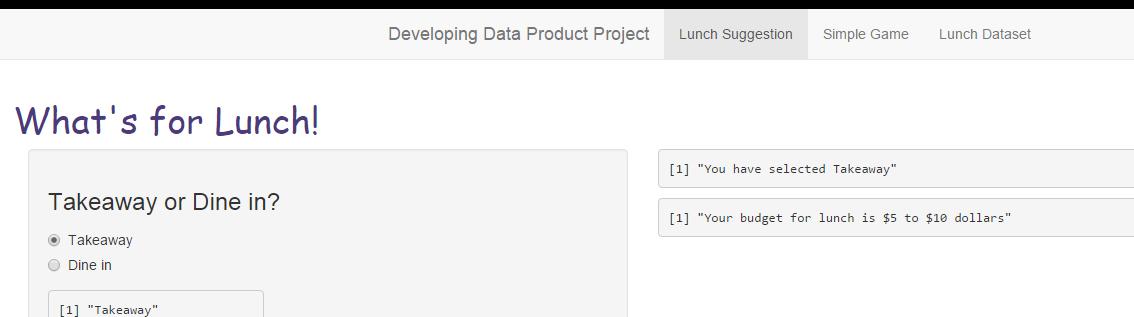 Developing Data Product Project Lunch Suggestion Simple Game Lunch Dataset
What's for Lunch!
Takeaway or Dine in?
Takeaway
Dine in
[1] "Takeaway"
[1] "You have selected Takeaway"
[1] "Your budget for lunch is $5 to $10 dollars"